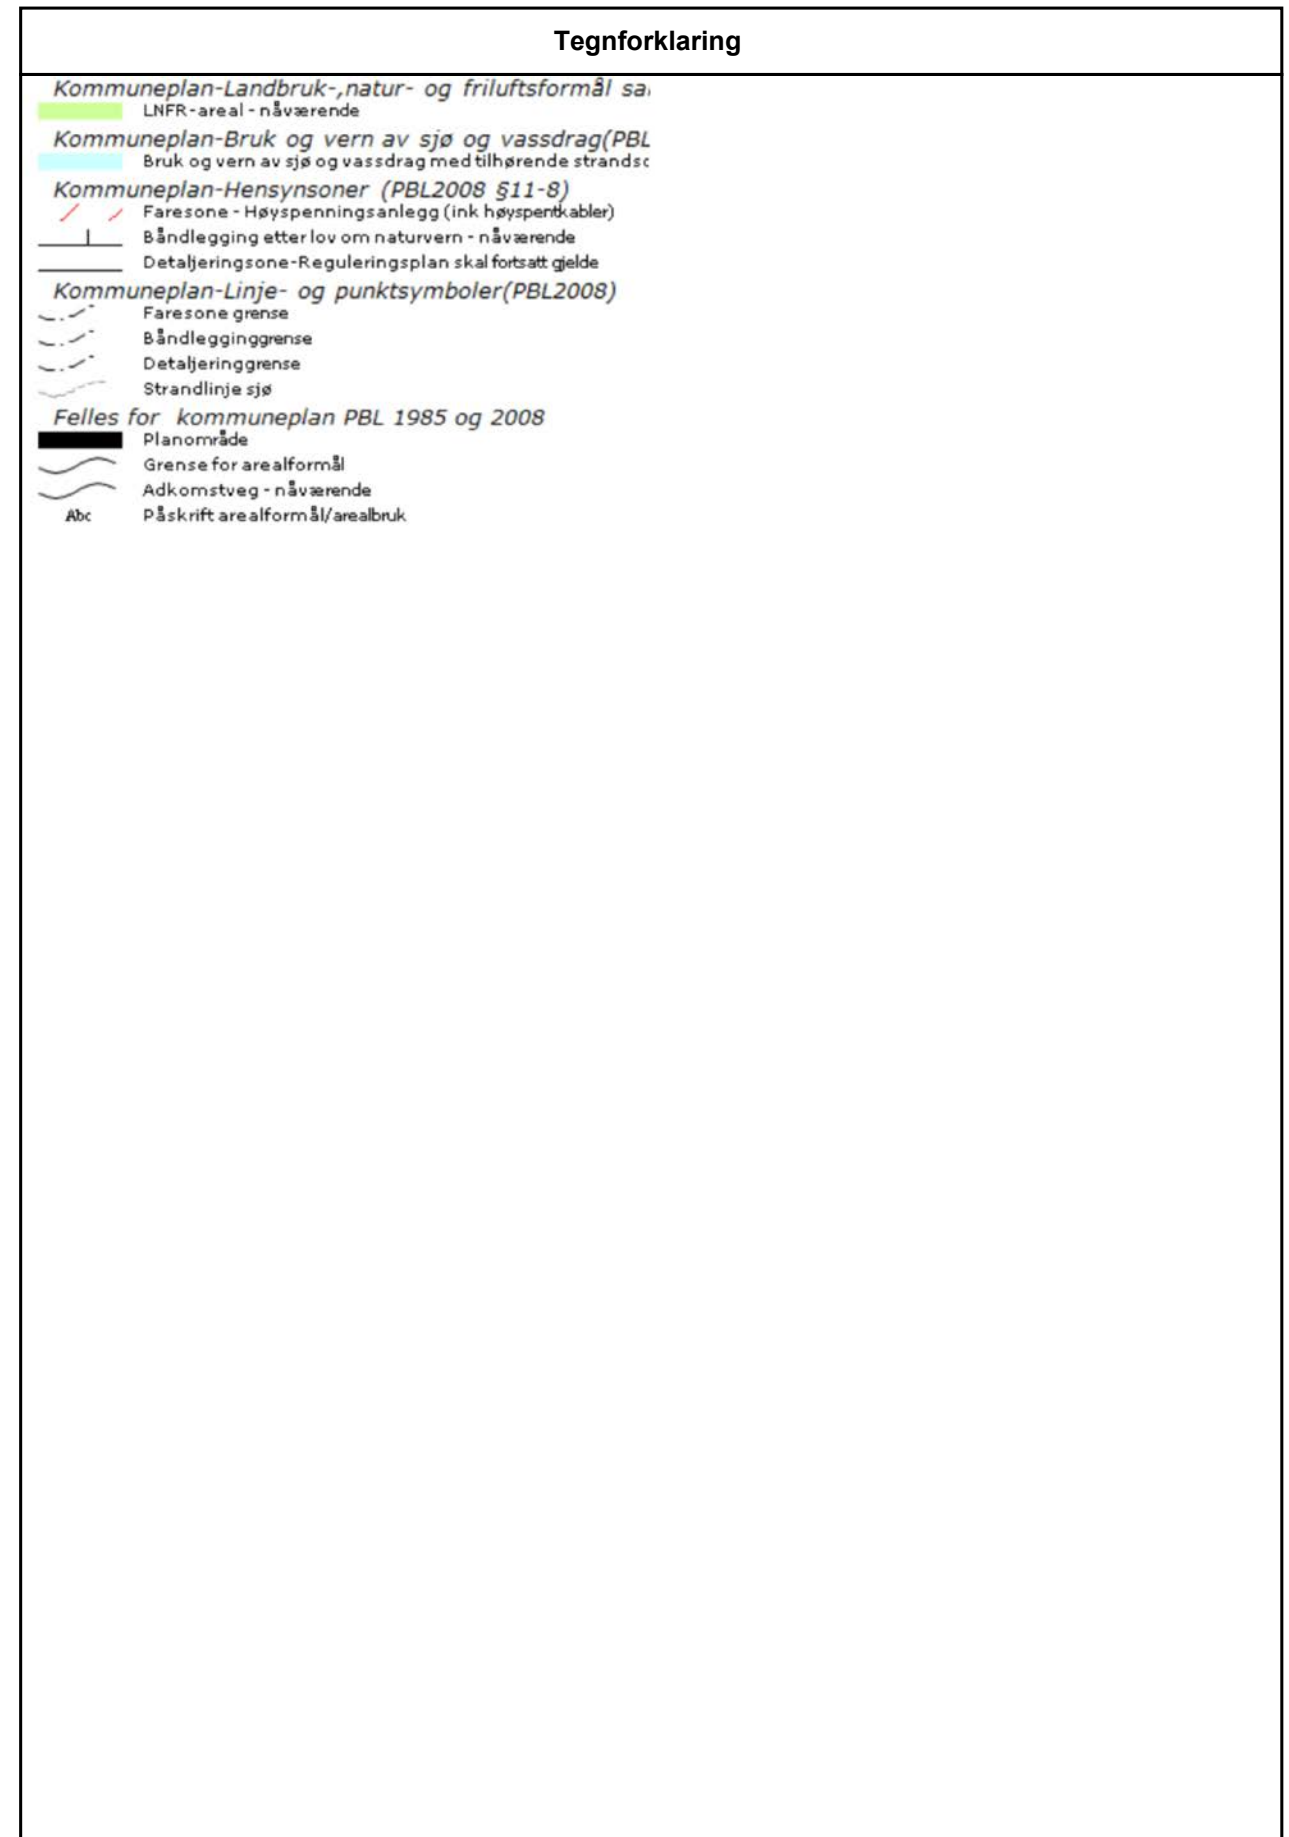 Tegnforklaring
Kommuneplan-Landbruk-,natur- og friluftsformål
LNFR-areal - nåværende
Kommuneplan-Bruk og vern av sjø og vassdrag(PBL
Bruk og vern av sjø og vassdrag med tilhørende
Kommuneplan-Hensynsoner (PBL2008 §11-8)
Faresone - Høyspenningsanlegg (ink høyspentkabler)
Båndlegging etter lov om naturvern - nåværende
Detaljeringsone-Reguleringsplan skal fortsatt gjelde
Kommuneplan-Linje- og punktsymboler(PBL2008)
Faresone grense
Båndlegginggrense
Detaljeringgrense
Strandlinje sjø
Felles for kommuneplan PBL 1985 og 2008
Planområde
Grense for arealformål
Adkomstveg - nåværende
Abc Påskrift arealformål/arealbruk